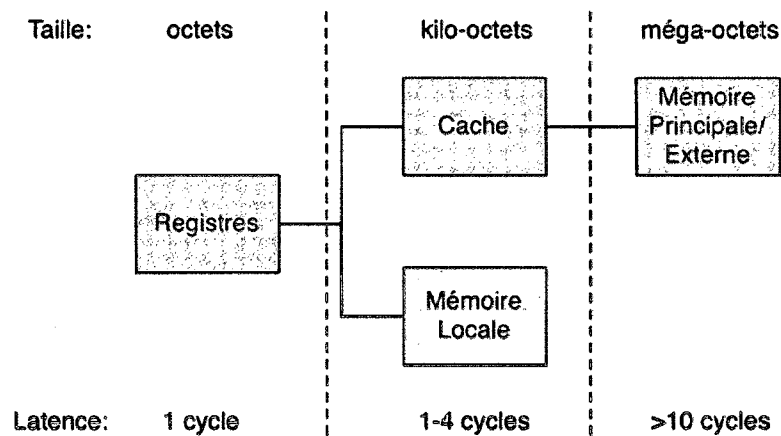 Taille: octets kilo-octets méga-octets
Cache
Mémoire
Principale/
Externe
Registres
Mémoire
Locale
Latence: 1 cycle 1-4 cycles >10 cycles